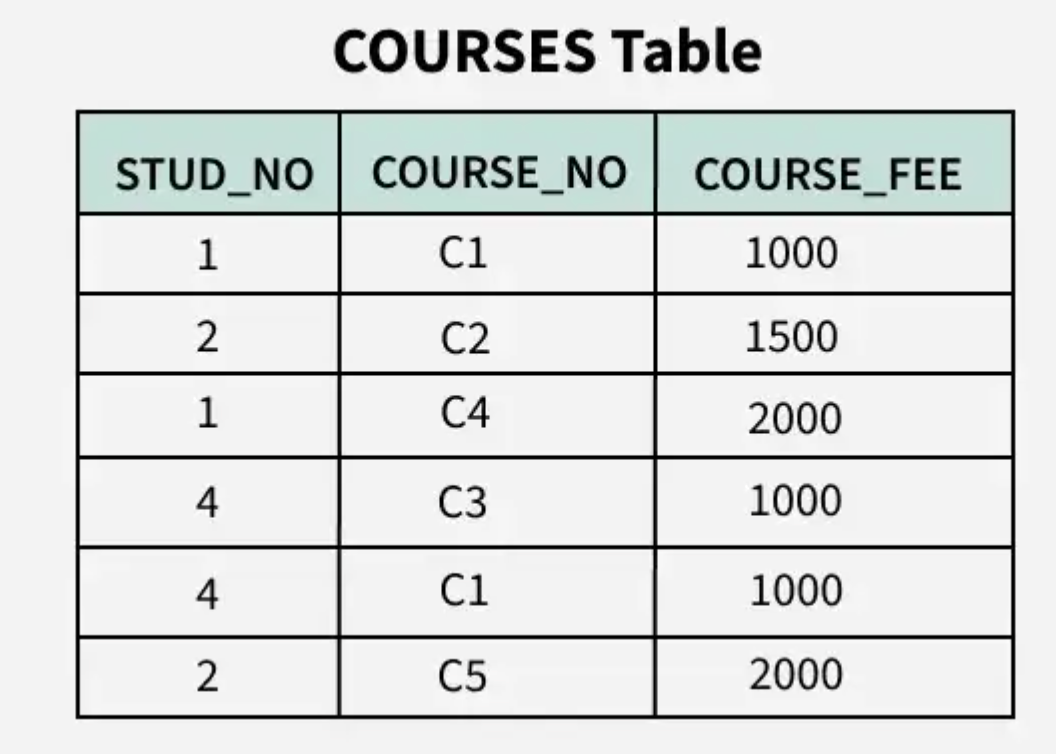 COURSES Table
STUD_NO COURSE_NO COURSE_FEE
1 C1 1000
2 C2 1500
1 C4 2000
4 C3 1000
4 C1 1000
2 C5 2000